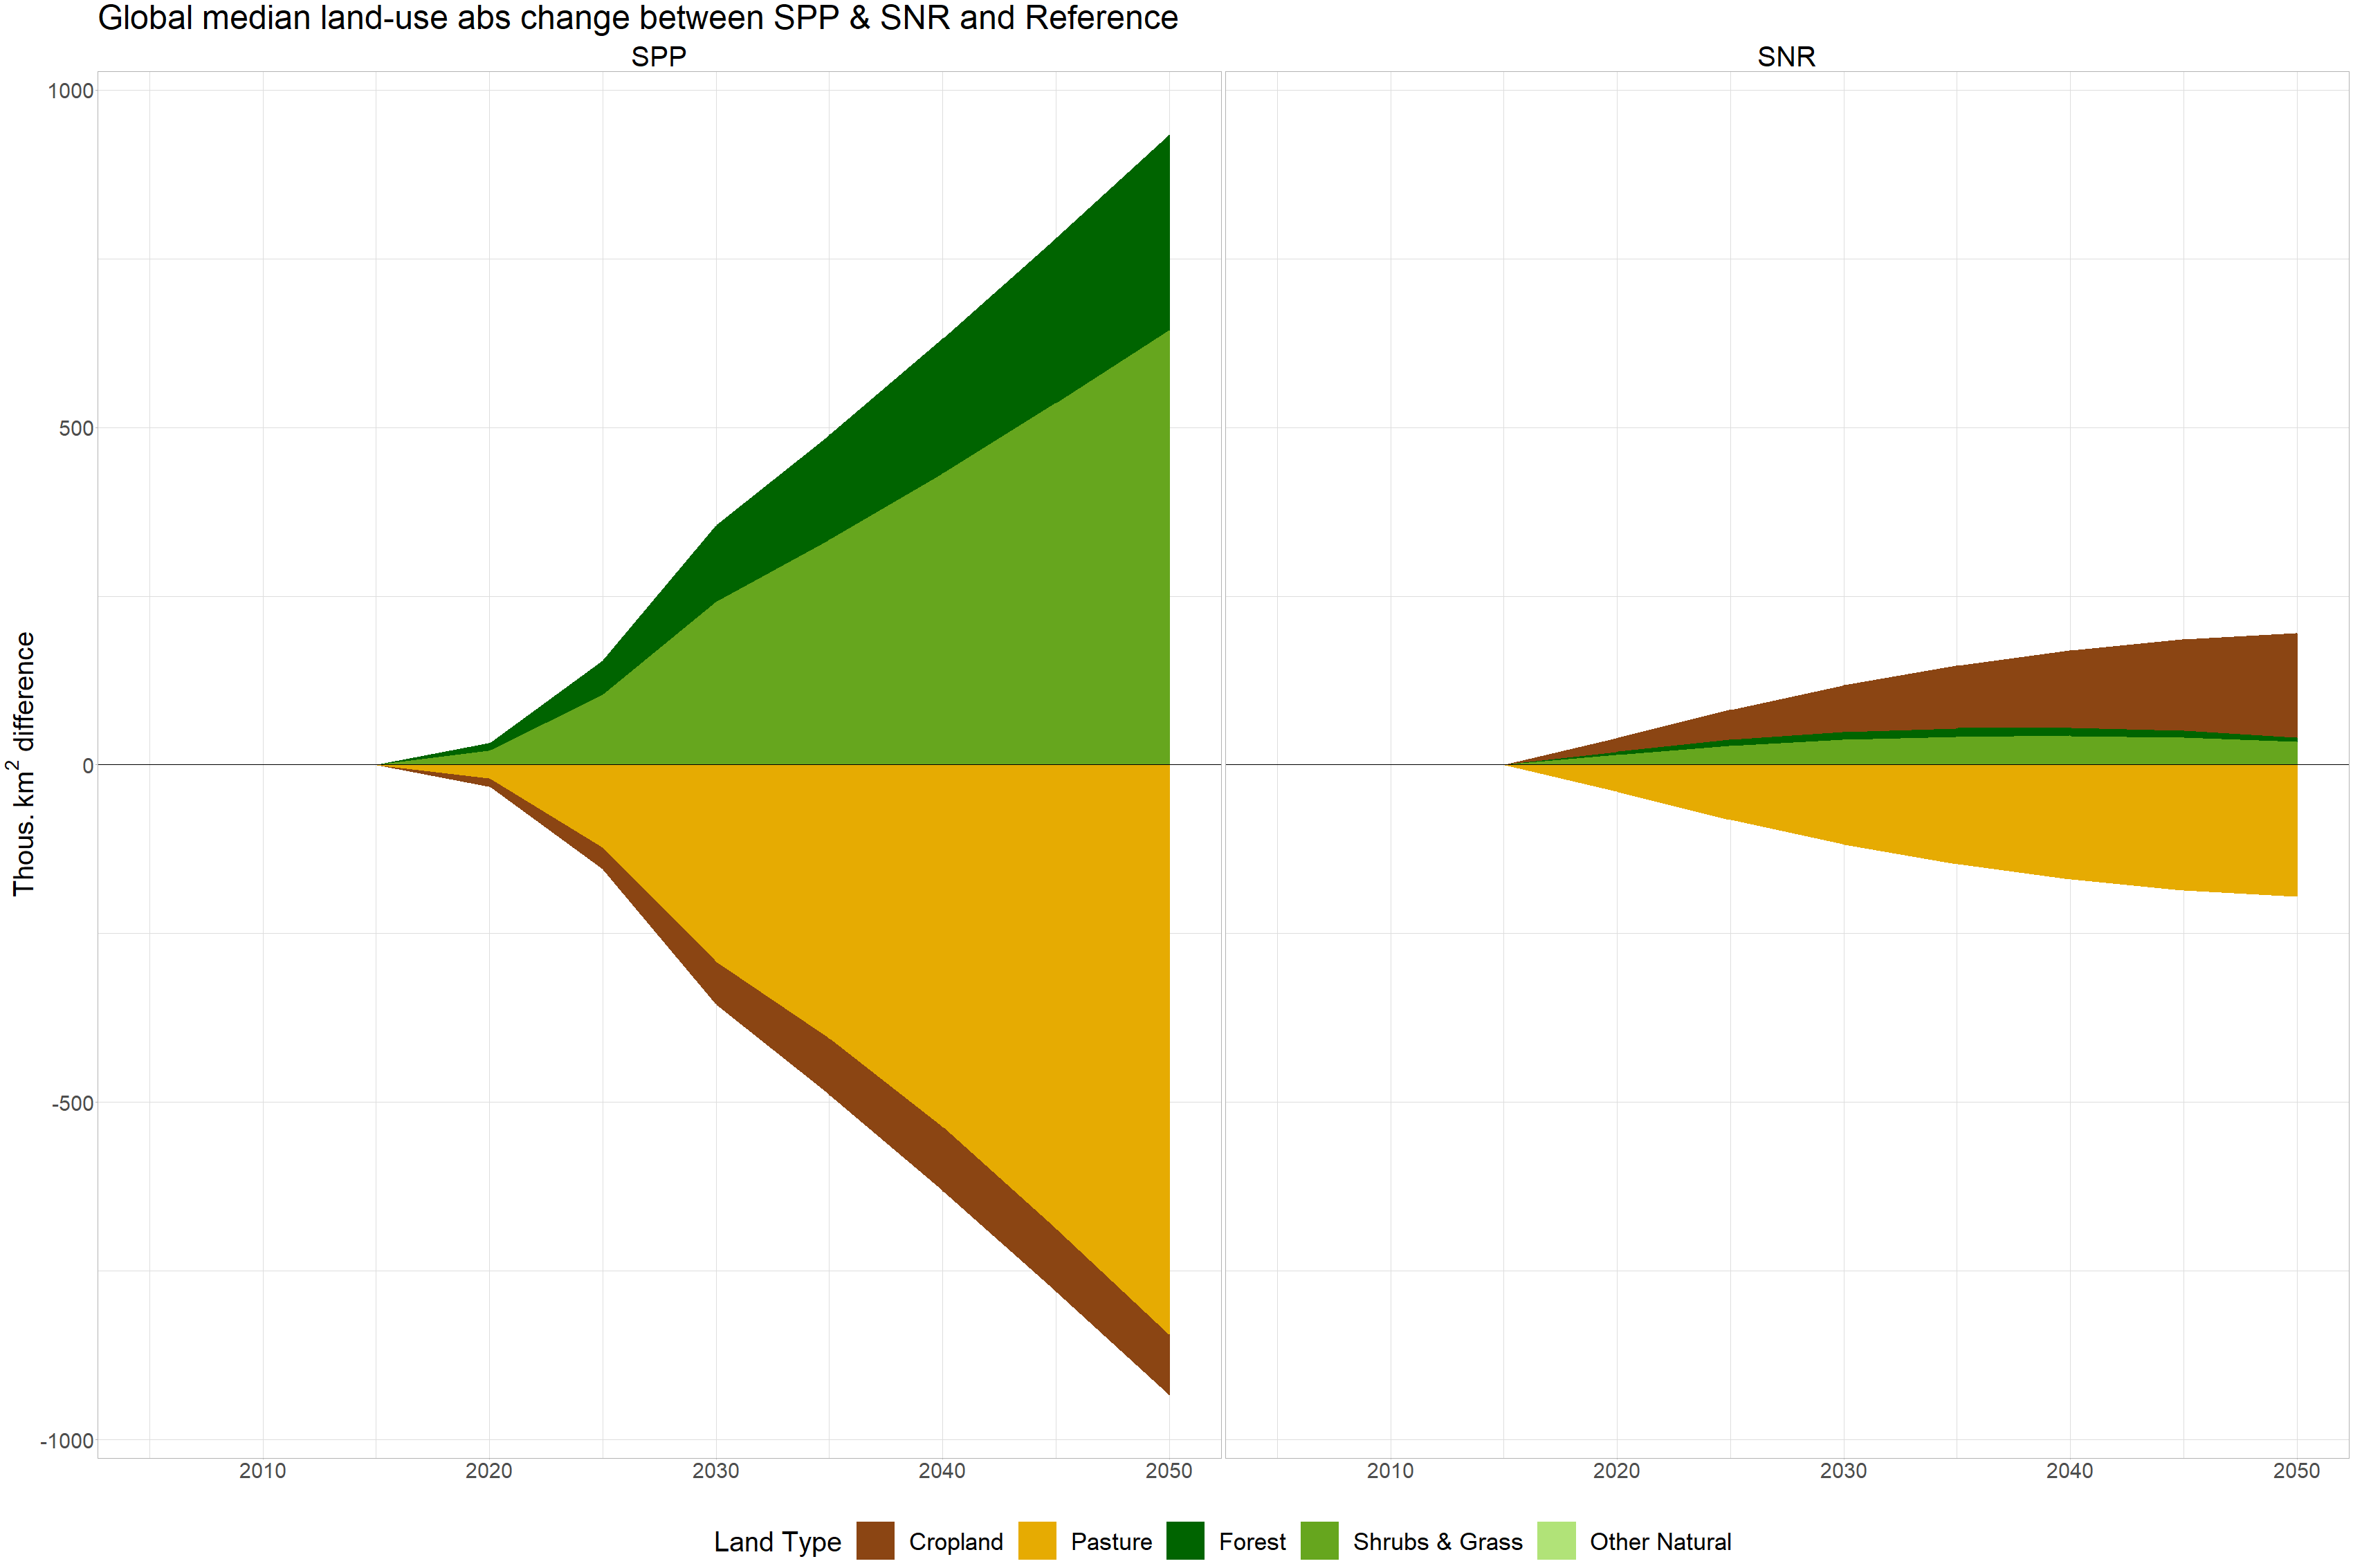 Global median land-use abs change between SPP & SNR and Reference
SPP
SNR
1000
500
0
-500
-1000
Thous. km² difference
2010 2020 2030 2040 2050
2010 2020 2030 2040 2050
Land Type Cropland Pasture Forest Shrubs & Grass Other Natural